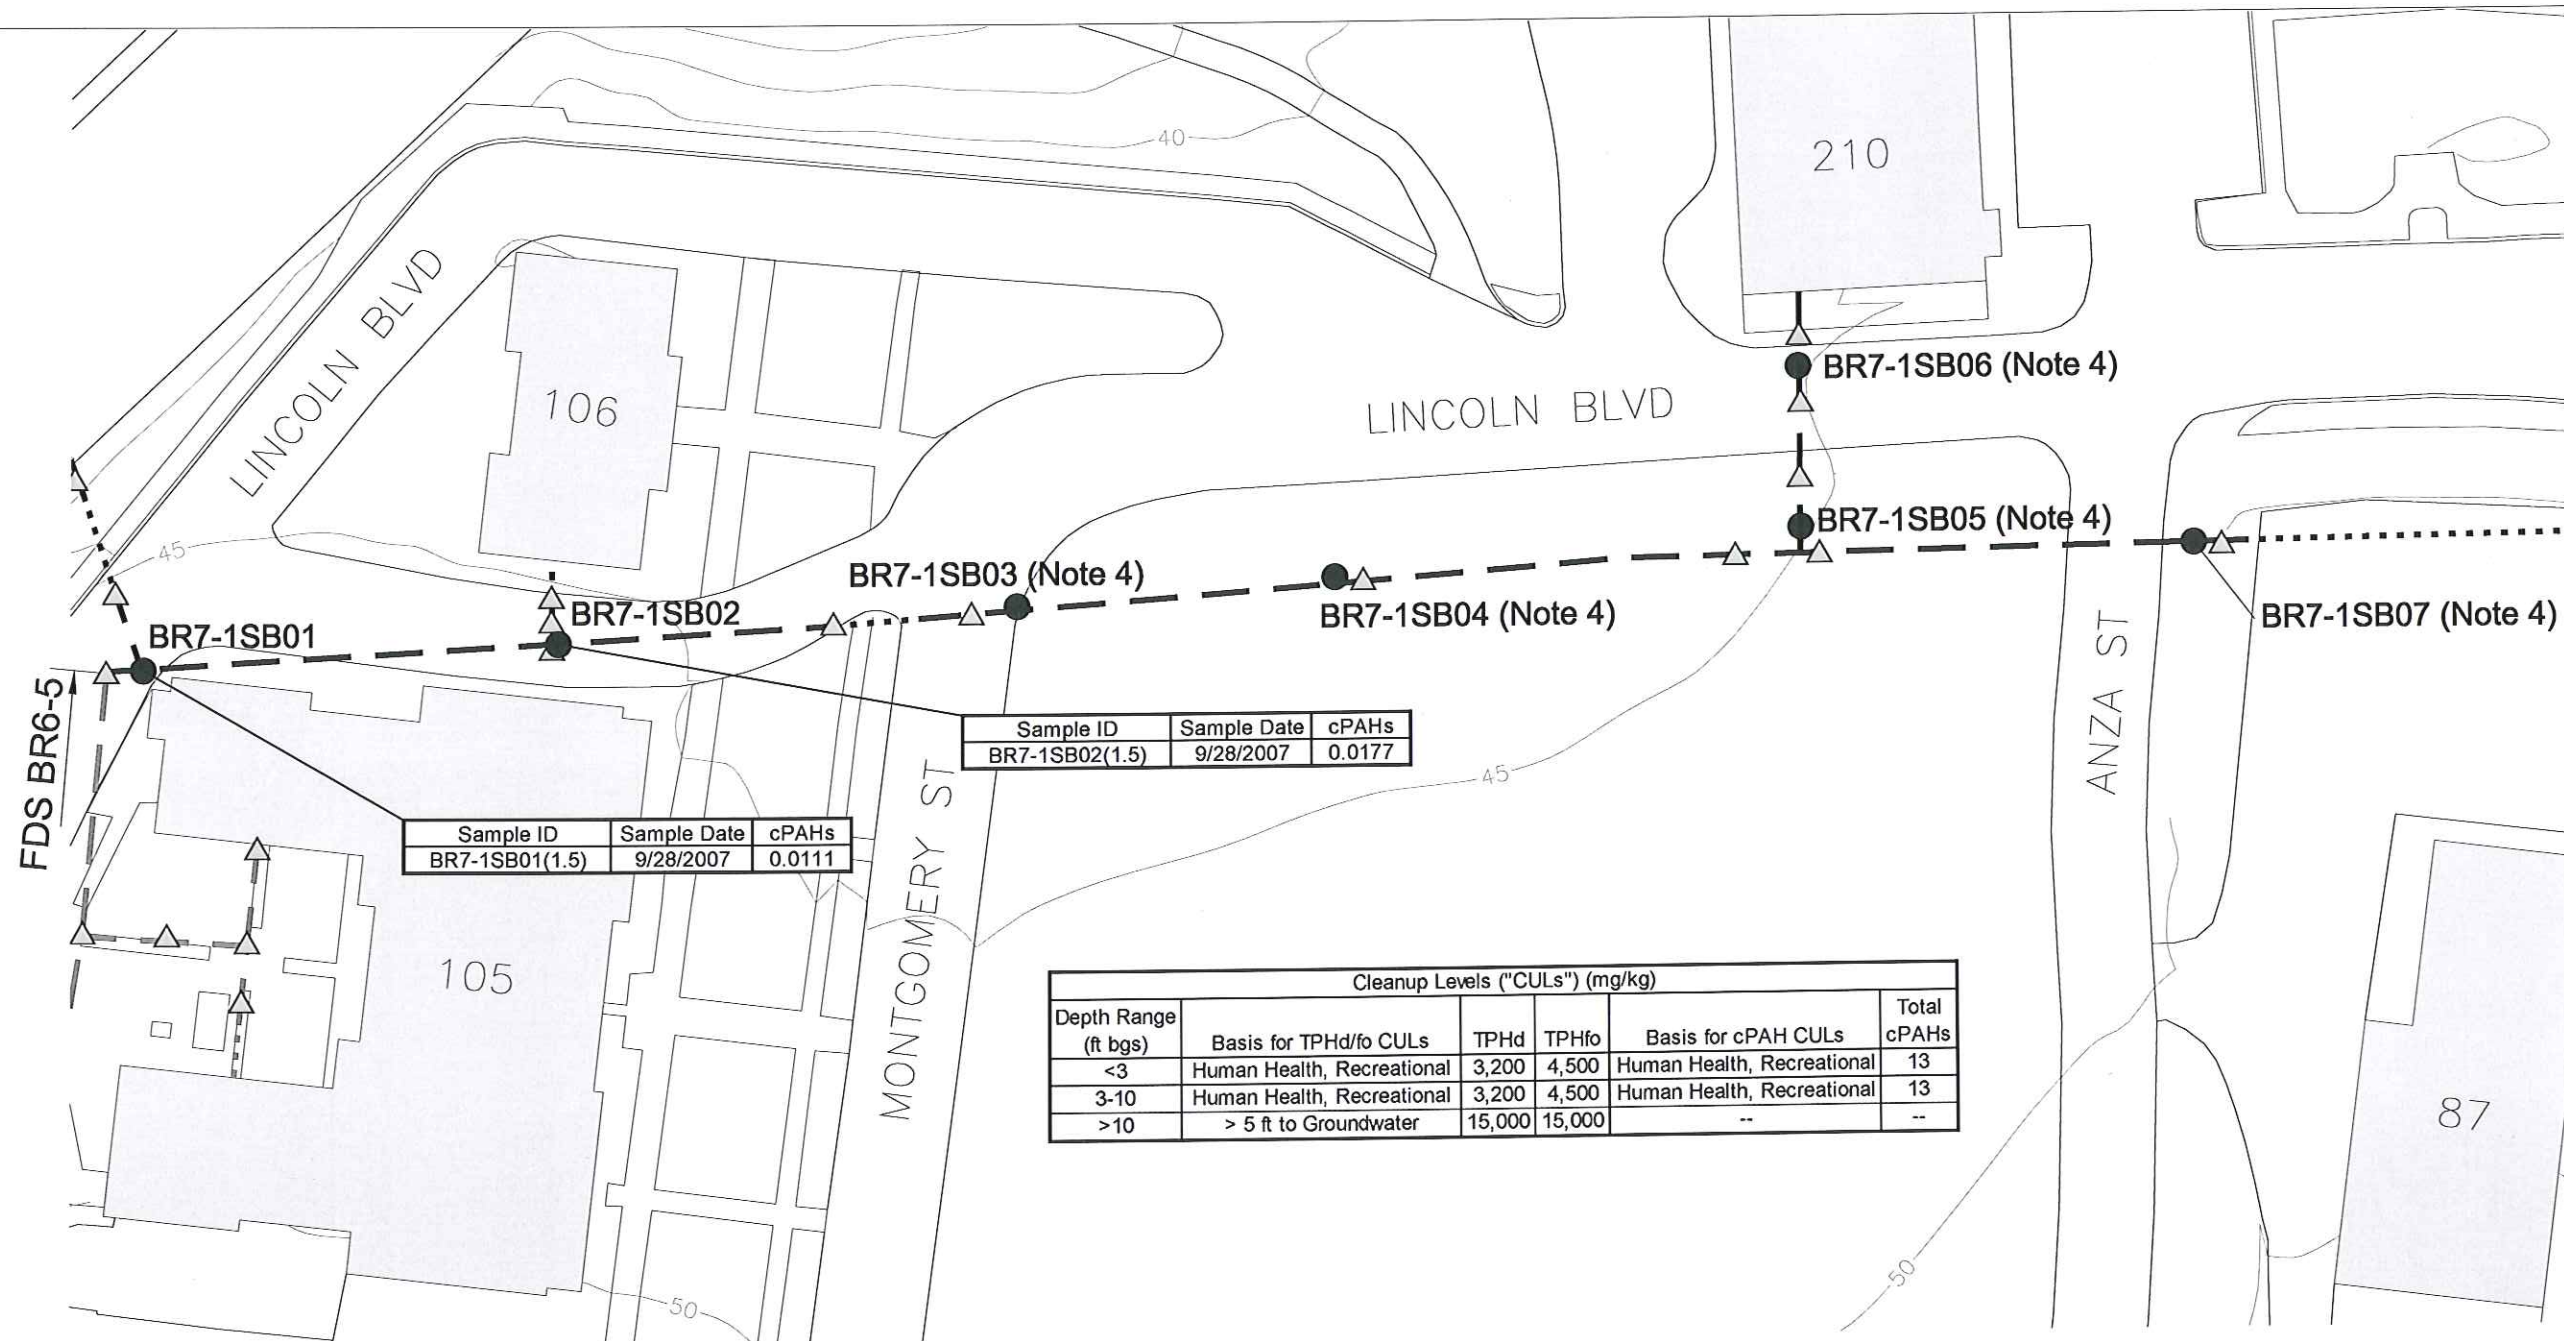 40
210
LINCOLN BLVD
BR7-1SB06 (Note 4)
106
LINCOLN BLVD
BR7-1SB05 (Note 4)
45
BR7-1SB03 (Note 4)
BR7-1SB02
BR7-1SB04 (Note 4)
BR7-1SB07 (Note 4)
BR7-1SB01
FDS BR6-5
ANZA ST
Sample ID Sample Date cPAHs
BR7-1SB02(1.5) 9/28/2007 0.0177
45
Sample ID Sample Date cPAHs
BR7-1SB01(1.5) 9/28/2007 0.0111
MONTGOMERY ST
105
Cleanup Levels ("CULs") (mg/kg)
Depth Range (ft bgs) Basis for TPHd/fo CULs TPHd TPHfo Basis for cPAH CULs Total cPAHs
<3 Human Health, Recreational 3,200 4,500 Human Health, Recreational 13
3-10 Human Health, Recreational 3,200 4,500 Human Health, Recreational 13
>10 > 5 ft to Groundwater 15,000 15,000 -- --
87
50
50